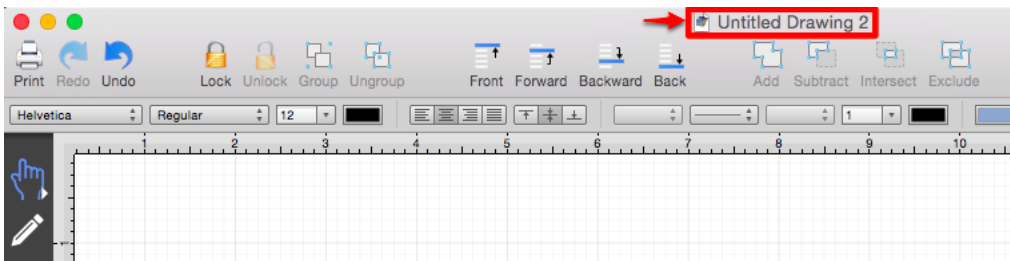 Untitled Drawing 2
Print Redo Undo Lock Unlock Group Ungroup Front Forward Backward Back Add Subtract Intersect Exclude
Helvetica Regular 12 1
1 2 3 4 5 6 7 8 9 10
1